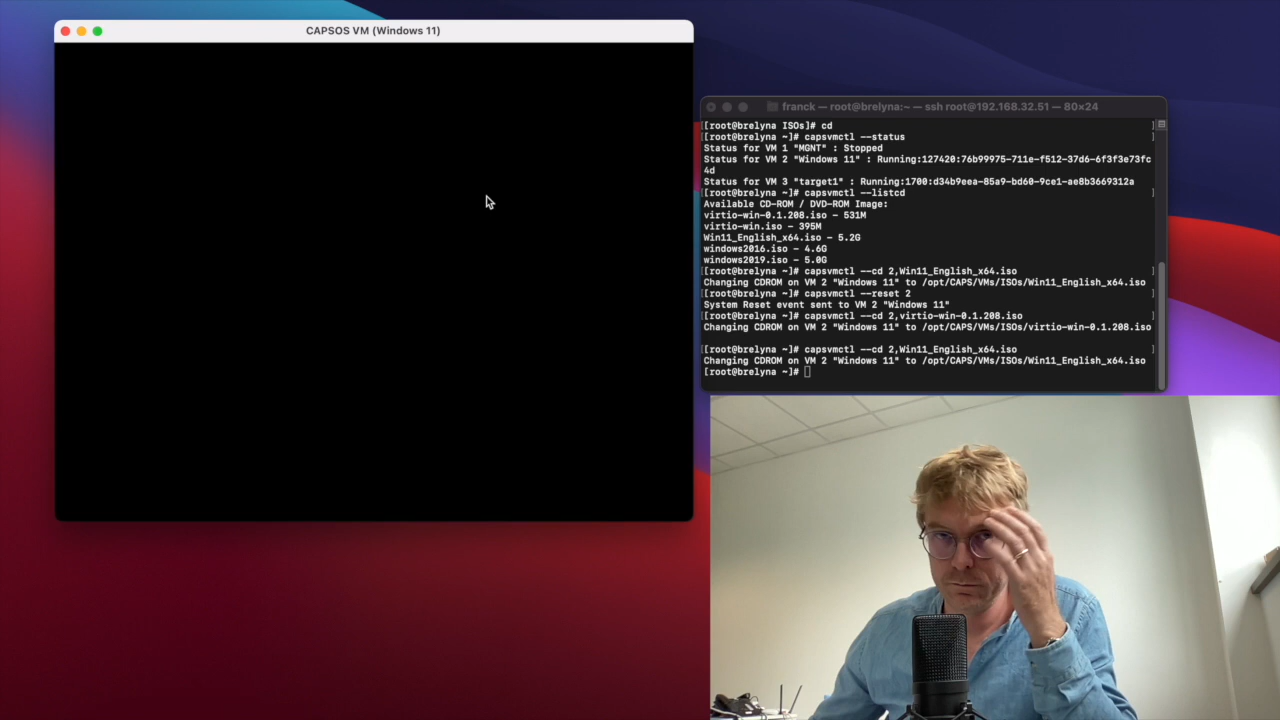 CAPSOS VM (Windows 11)
franck — root@brelyna:~ — ssh root@192.168.32.51 — 80×24
[[root@brelyna ISOs]# cd ]
[[root@brelyna ~]# capsvmctl --status ]
Status for VM 1 "MGNT" : Stopped
Status for VM 2 "Windows 11" : Running:127420:76b99975-711e-f512-37d6-6f3f3e73fc
4d
Status for VM 3 "target1" : Running:1700:d34b9eea-85a9-bd60-9ce1-ae8b3669312a
[[root@brelyna ~]# capsvmctl --listcd ]
Available CD-ROM / DVD-ROM Image:
virtio-win-0.1.208.iso – 531M
virtio-win.iso – 395M
Win11_English_x64.iso – 5.2G
windows2016.iso – 4.6G
windows2019.iso – 5.0G
[[root@brelyna ~]# capsvmctl --cd 2,Win11_English_x64.iso ]
Changing CDROM on VM 2 "Windows 11" to /opt/CAPS/VMs/ISOs/Win11_English_x64.iso
[[root@brelyna ~]# capsvmctl --reset 2 ]
System Reset event sent to VM 2 "Windows 11"
[[root@brelyna ~]# capsvmctl --cd 2,virtio-win-0.1.208.iso ]
Changing CDROM on VM 2 "Windows 11" to /opt/CAPS/VMs/ISOs/virtio-win-0.1.208.iso
[[root@brelyna ~]# capsvmctl --cd 2,Win11_English_x64.iso ]
Changing CDROM on VM 2 "Windows 11" to /opt/CAPS/VMs/ISOs/Win11_English_x64.iso
[root@brelyna ~]#